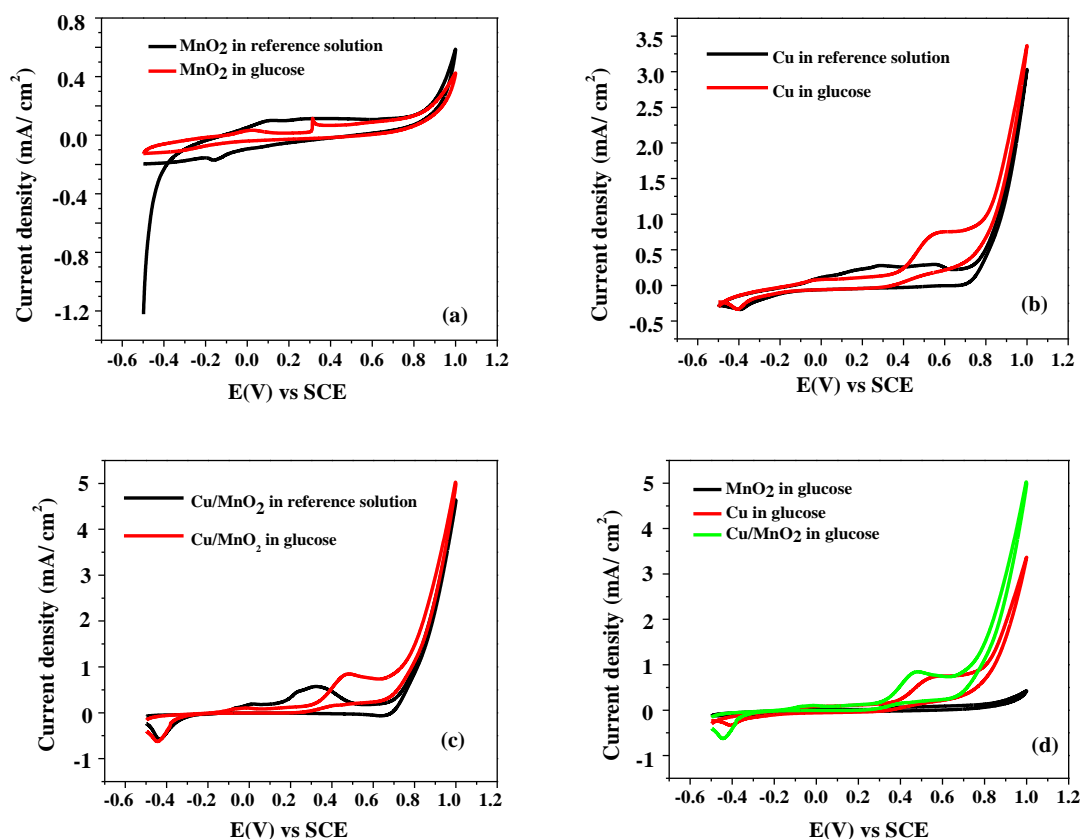 0.8
0.4
0.0
-0.4
-0.8
-1.2
Current density (mA/ cm²)
MnO2 in reference solution
MnO2 in glucose
(a)
-0.6 -0.4 -0.2 0.0 0.2 0.4 0.6 0.8 1.0 1.2
E(V) vs SCE
3.5
3.0
2.5
2.0
1.5
1.0
0.5
0.0
-0.5
Current density (mA/ cm²)
Cu in reference solution
Cu in glucose
(b)
-0.6 -0.4 -0.2 0.0 0.2 0.4 0.6 0.8 1.0 1.2
E(V) vs SCE
5
4
3
2
1
0
-1
Current density (mA/ cm²)
Cu/MnO2 in reference solution
Cu/MnO₂ in glucose
(c)
-0.6 -0.4 -0.2 0.0 0.2 0.4 0.6 0.8 1.0 1.2
E(V) vs SCE
5
4
3
2
1
0
-1
Current density (mA/ cm²)
MnO2 in glucose
Cu in glucose
Cu/MnO2 in glucose
(d)
-0.6 -0.4 -0.2 0.0 0.2 0.4 0.6 0.8 1.0 1.2
E(V) vs SCE